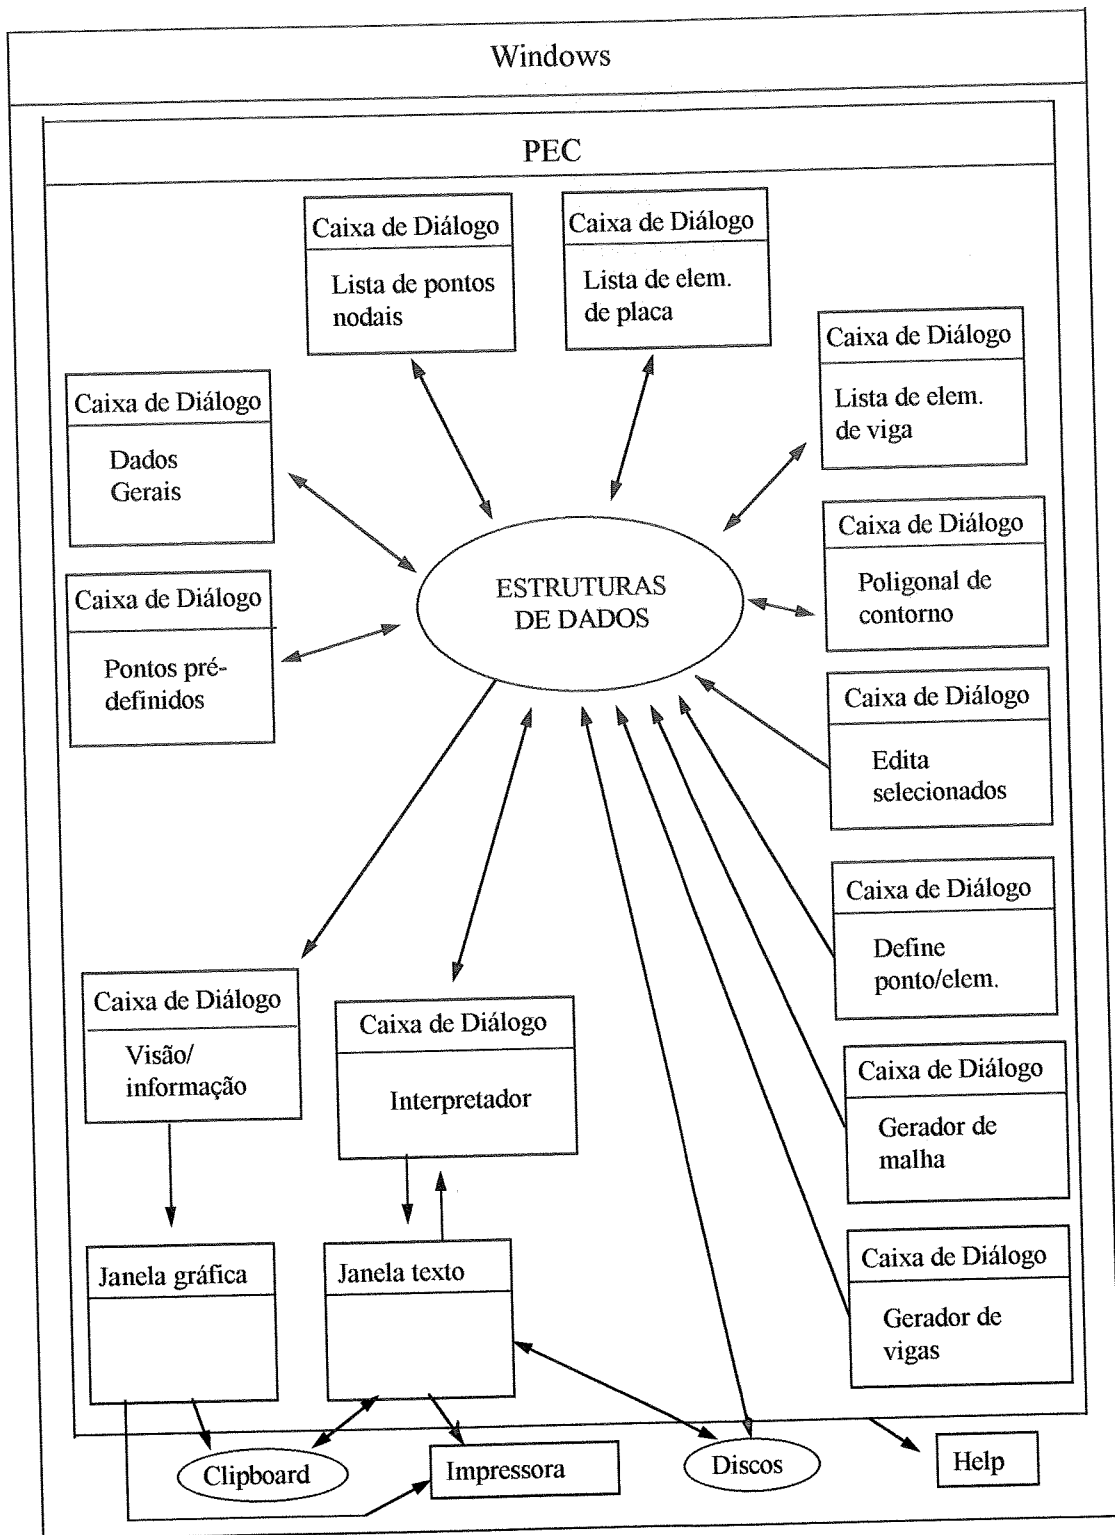 Windows
PEC
Caixa de Diálogo
Lista de pontos
nodais
Caixa de Diálogo
Lista de elem.
de placa
Caixa de Diálogo
Lista de elem.
de viga
Caixa de Diálogo
Dados
Gerais
Caixa de Diálogo
Poligonal de
contorno
ESTRUTURAS
DE DADOS
Caixa de Diálogo
Pontos pré-
definidos
Caixa de Diálogo
Edita
selecionados
Caixa de Diálogo
Define
ponto/elem.
Caixa de Diálogo
Visão/
informação
Caixa de Diálogo
Interpretador
Caixa de Diálogo
Gerador de
malha
Janela gráfica
Janela texto
Caixa de Diálogo
Gerador de
vigas
Clipboard
Impressora
Discos
Help